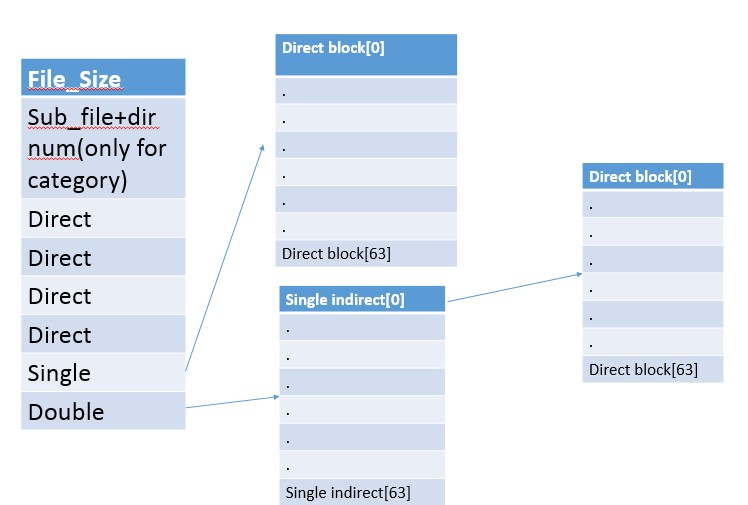 File_Size
Sub_file+dir
num(only for
category)
Direct
Direct
Direct
Direct
Single
Double
Direct block[0]
.
.
.
.
.
.
Direct block[63]
Single indirect[0]
.
.
.
.
.
.
Single indirect[63]
Direct block[0]
.
.
.
.
.
.
Direct block[63]